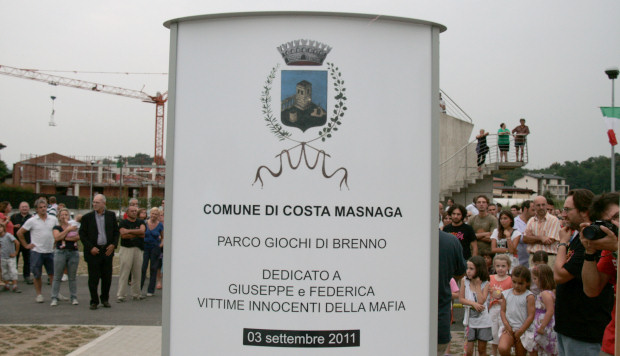 COMUNE DI COSTA MASNAGA
PARCO GIOCHI DI BRENNO
DEDICATO A
GIUSEPPE e FEDERICA
VITTIME INNOCENTI DELLA MAFIA
03 settembre 2011